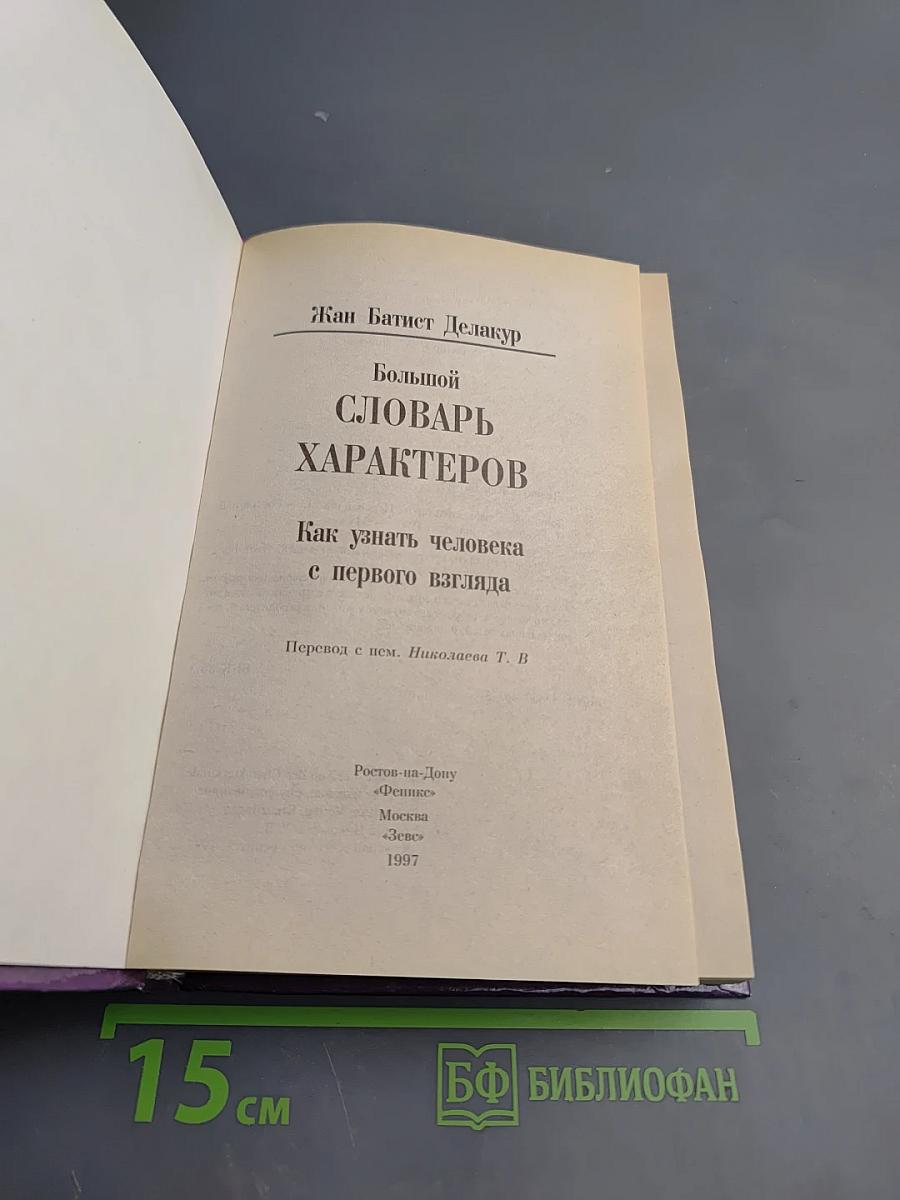 Жан Батист Делакур
Большой
СЛОВАРЬ
ХАРАКТЕРОВ
Как узнать человека
с первого взгляда
Перевод с нем. Николаева Т. В
Ростов-на-Дону
«Феникс»
Москва
«Зевс»
1997
15 см
БФ БИБЛИОФАН